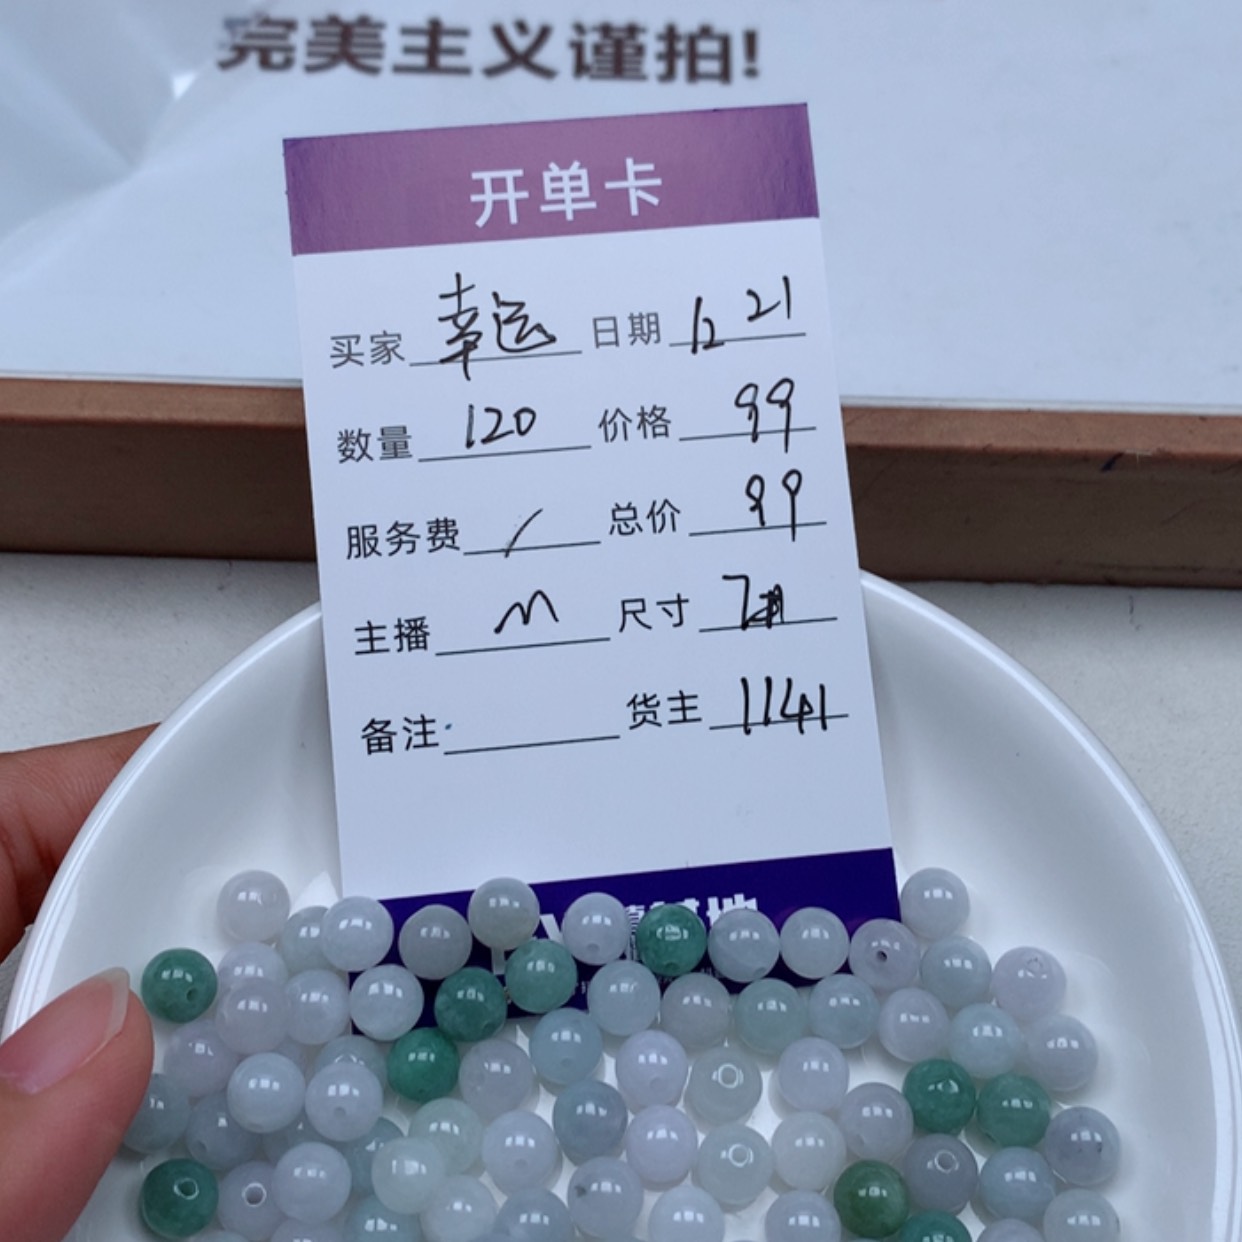 完美主义谨拍!
开单卡
买家 幸运 日期 12 21
数量 120 价格 99
服务费 / 总价 99
主播 M 尺寸 7
备注 货主 1141